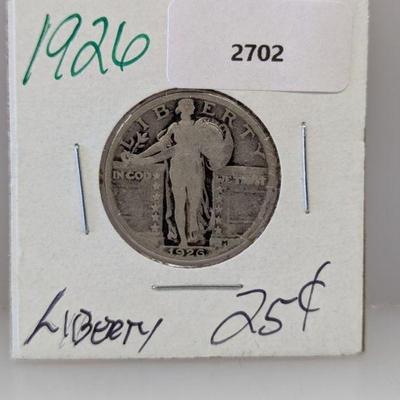 1926
2702
LIBERTY
IN GOD WE TRUST
1926
LIBERTY 25¢